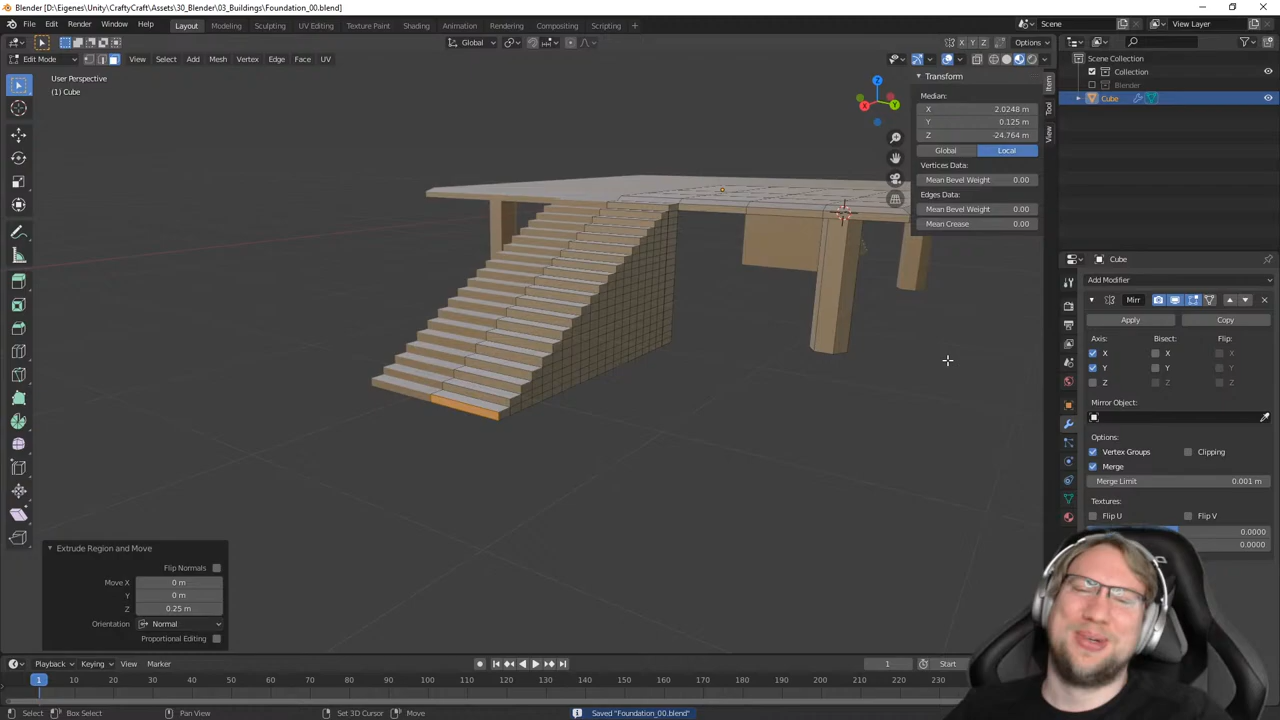 Blender [D:\Eigenes\Unity\CraftyCraft\Assets\30_Blender\03_Buildings\Foundation_00.blend]
File Edit Render Window Help Layout Modeling Sculpting UV Editing Texture Paint Shading Animation Rendering Compositing Scripting + Scene View Layer
Global X Y Z Options
Edit Mode View Select Add Mesh Vertex Edge Face UV
User Perspective
(1) Cube
Z
X
Y
Transform
Median:
X 2.0248 m
Y 0.125 m
Z -24.764 m
Global Local
Vertices Data:
Mean Bevel Weight 0.00
Edges Data:
Mean Bevel Weight 0.00
Mean Crease 0.00
Item
Tool
View
Scene Collection
Collection
Blender
Cube
Cube
Add Modifier
Mirr
Apply Copy
Axis: Bisect: Flip:
X X X
Y Y Y
Z Z Z
Mirror Object:
Options:
Vertex Groups Clipping
Merge
Merge Limit 0.001 m
Textures:
Flip U Flip V
0.0000
0.0000
Extrude Region and Move
Flip Normals
Move X 0 m
Y 0 m
Z 0.25 m
Orientation Normal
Proportional Editing
Playback Keying View Marker 1 Start
1 10 20 30 40 50 60 70 80 90 100 110 120 130 140 150 160 170 180 190 200 210 220 230
Select Box Select Pan View Set 3D Cursor Move Saved "Foundation_00.blend"